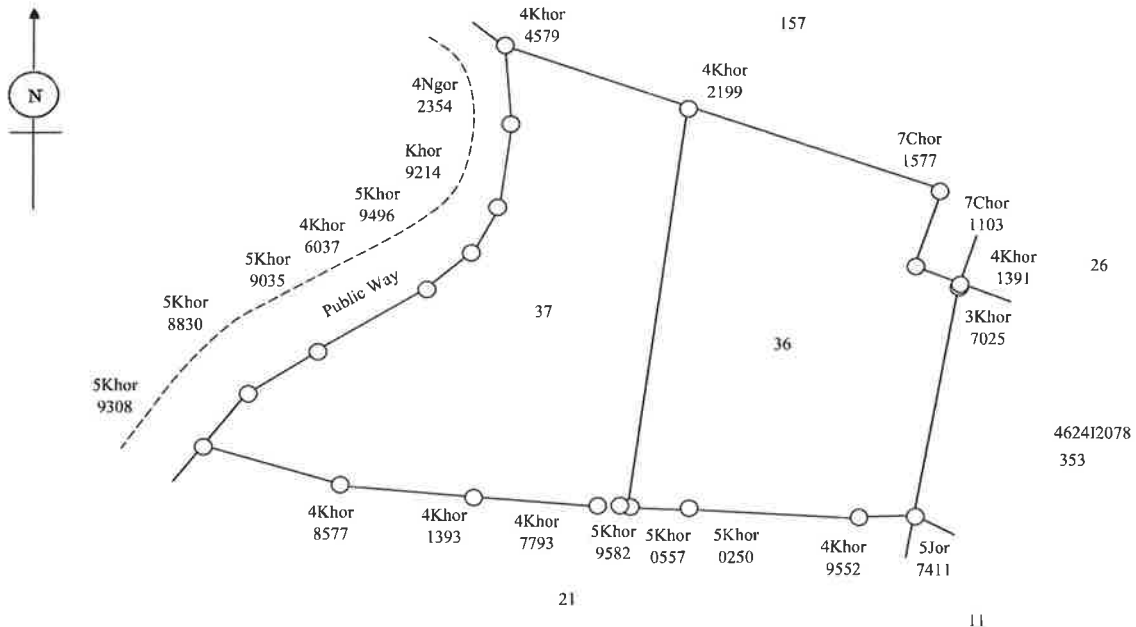 4Khor
4579
157
4Khor
2199
N
4Ngor
2354
7Chor
1577
Khor
9214
5Khor
9496
7Chor
1103
4Khor
6037
4Khor
1391
26
5Khor
9035
Public Way
37
3Khor
7025
5Khor
8830
36
5Khor
9308
4624I2078
353
4Khor
8577
4Khor
1393
4Khor
7793
5Khor
9582
5Khor
0557
5Khor
0250
4Khor
9552
5Jor
7411
21
11